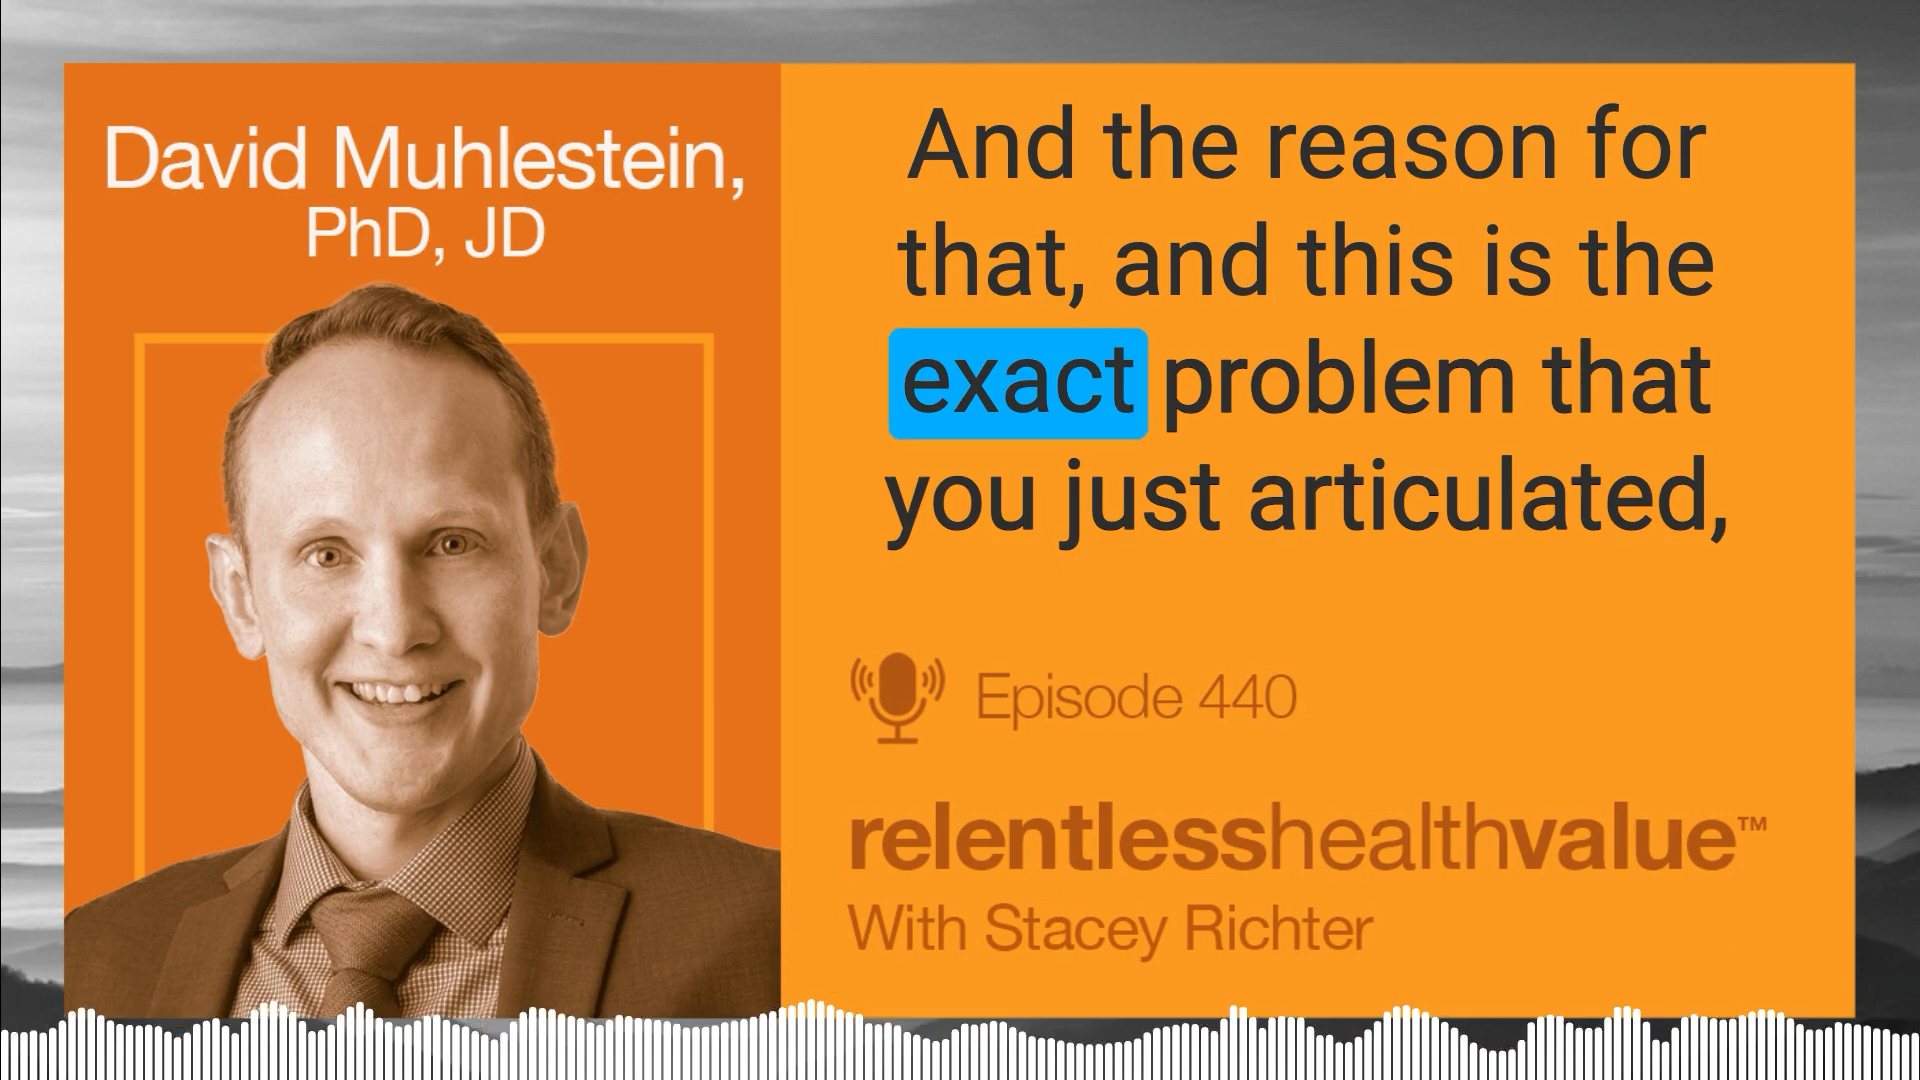 David Muhlestein,
PhD, JD
And the reason for
that, and this is the
exact problem that
you just articulated,
Episode 440
relentlesshealthvalue™
With Stacey Richter